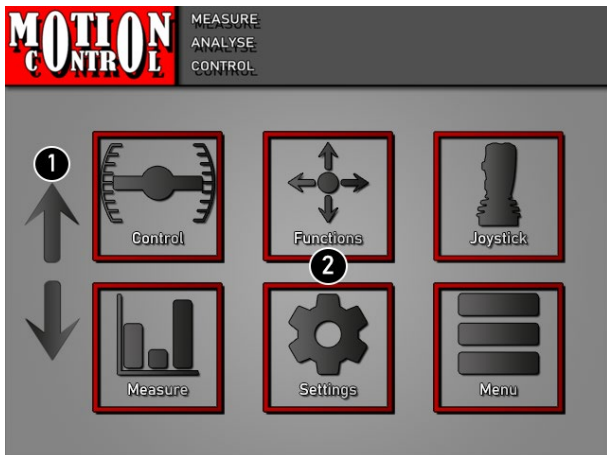 MOTION
CONTROL
MEASURE
ANALYSE
CONTROL
1
Control
Functions
Joystick
2
Measure
Settings
Menu